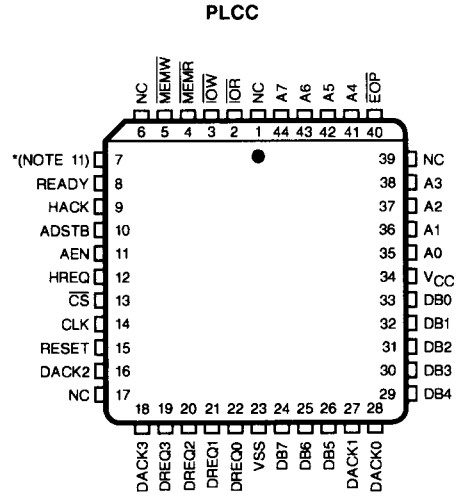 PLCC
NC MEMW MEMR IOW IOR NC A7 A6 A5 A4 EOP
6 5 4 3 2 1 44 43 42 41 40
*(NOTE 11) 7 39 NC
READY 8 38 A3
HACK 9 37 A2
ADSTB 10 36 A1
AEN 11 35 A0
HREQ 12 34 VCC
CS 13 33 DB0
CLK 14 32 DB1
RESET 15 31 DB2
DACK2 16 30 DB3
NC 17 29 DB4
18 19 20 21 22 23 24 25 26 27 28
DACK3 DREQ3 DREQ2 DREQ1 DREQ0 VSS DB7 DB6 DB5 DACK1 DACK0